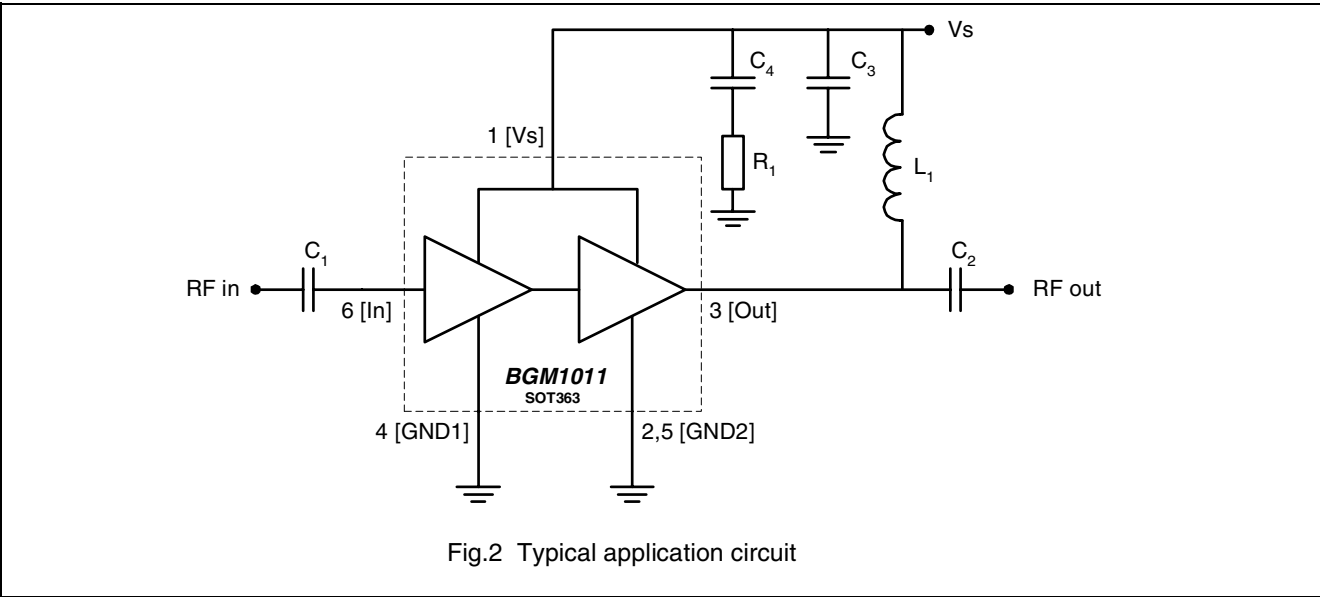 Vs
C4
C3
1 [Vs]
R1
L1
C1
C2
RF in
RF out
6 [In]
3 [Out]
BGM1011
SOT363
4 [GND1]
2,5 [GND2]
Fig.2 Typical application circuit